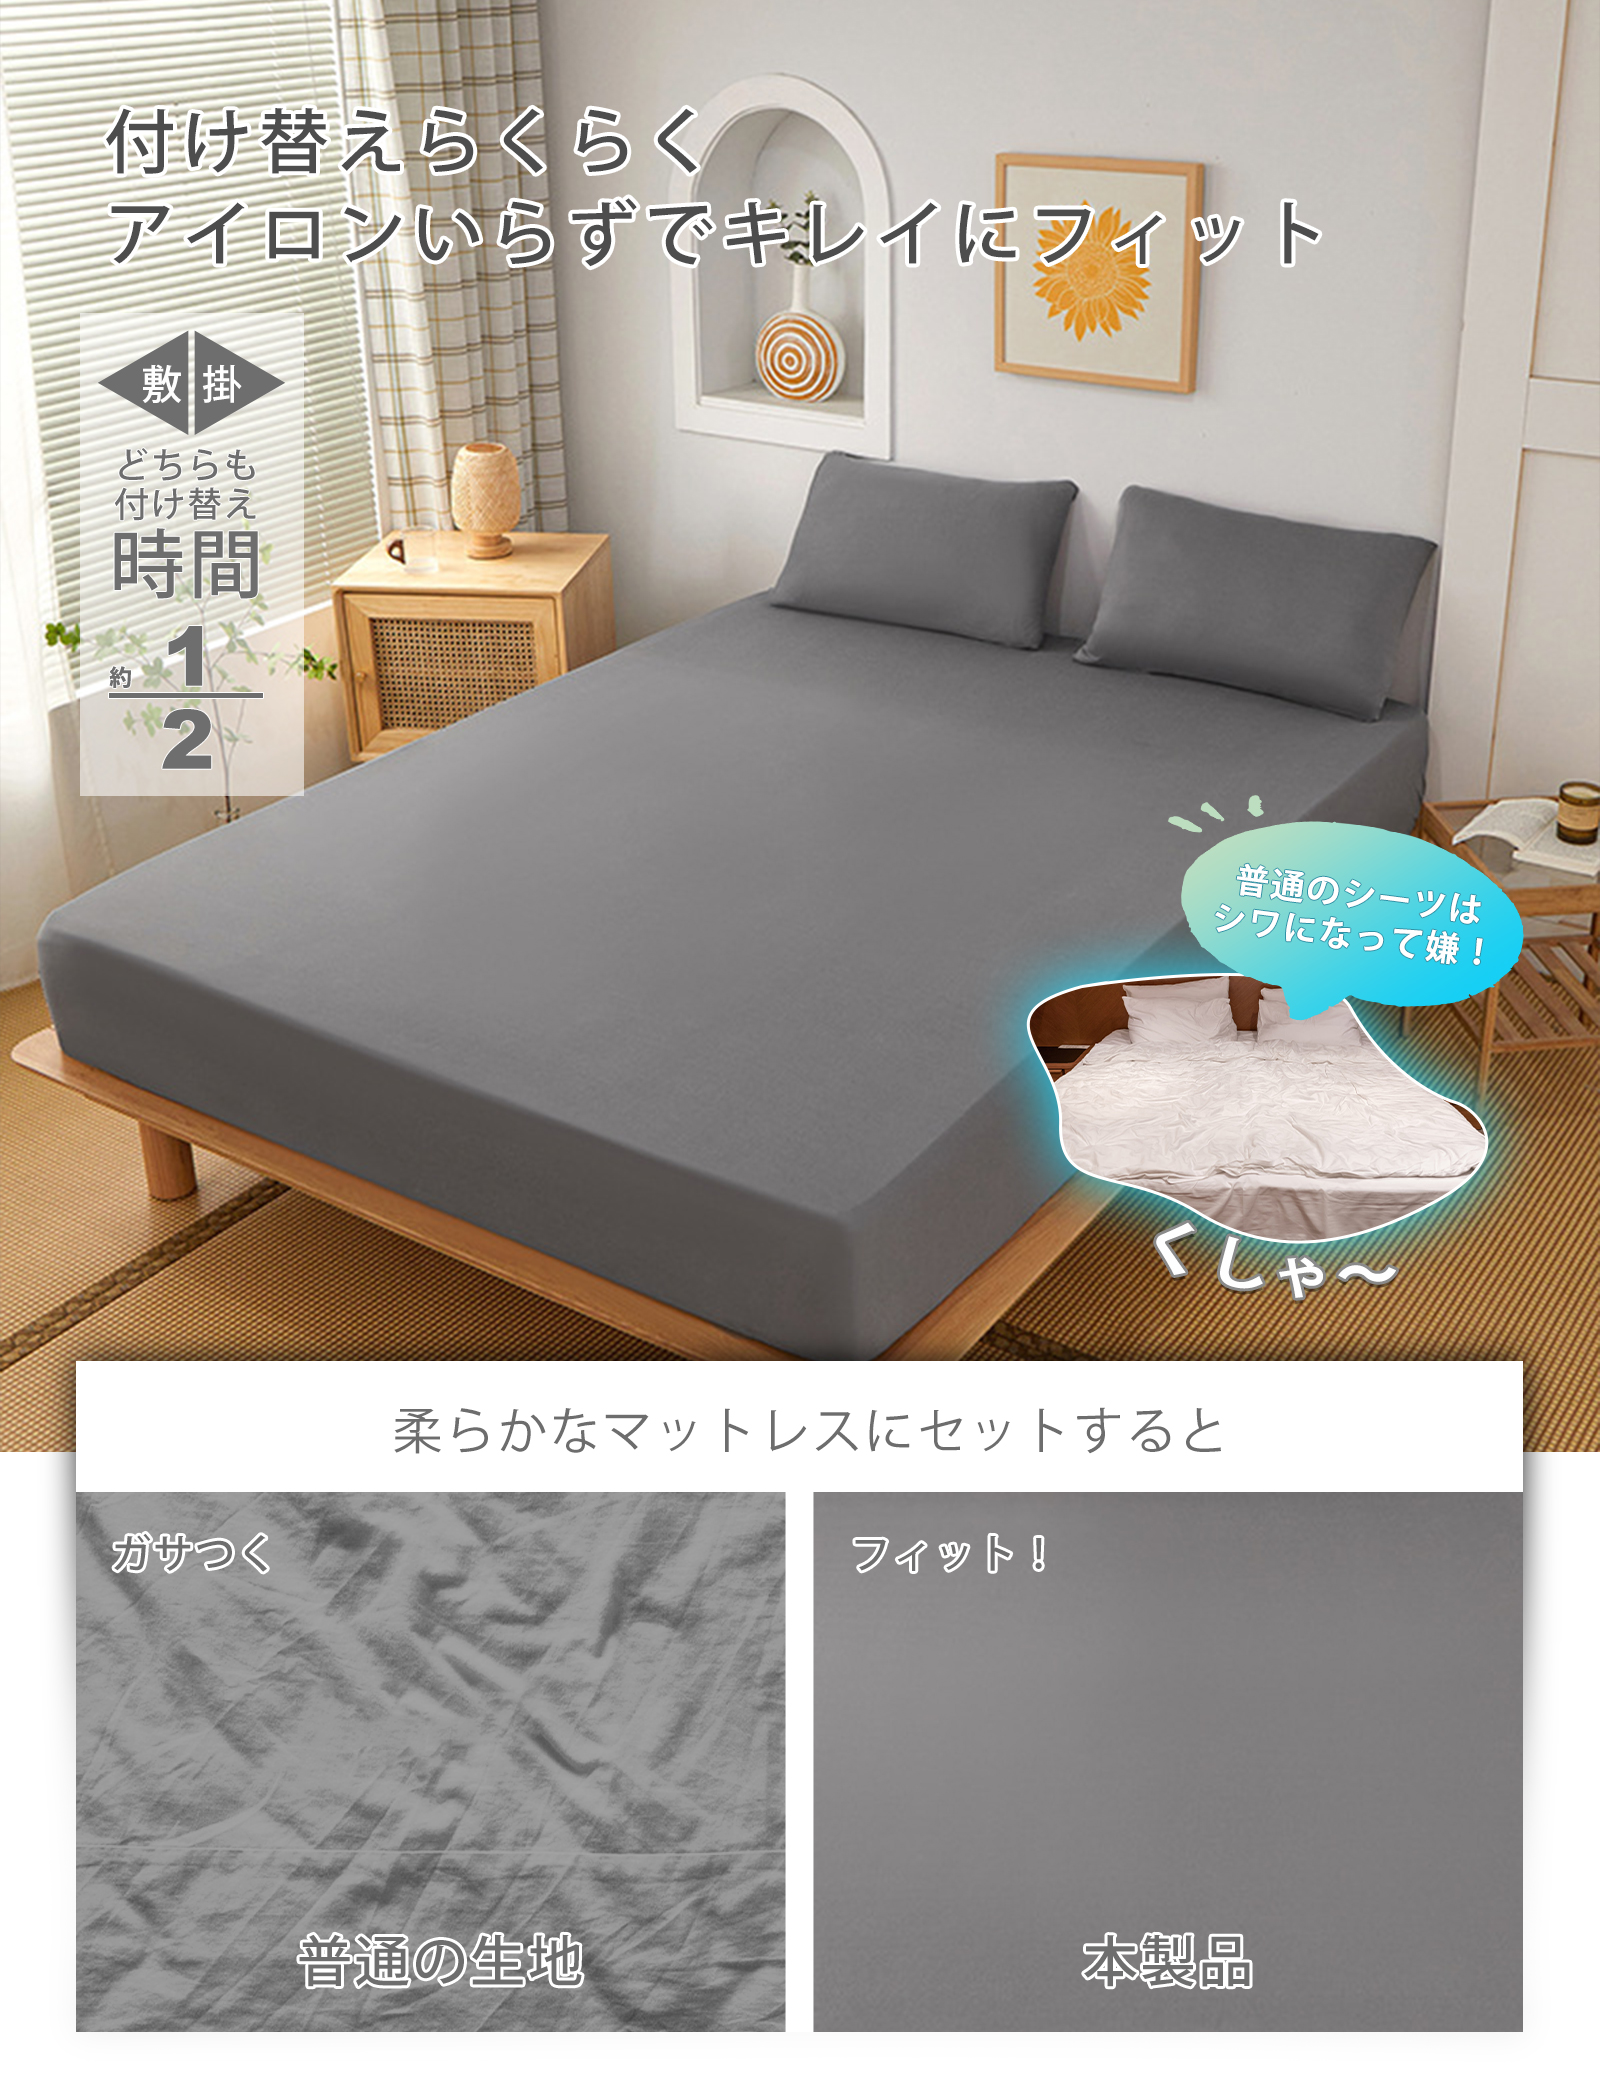 付け替えらくらく
アイロンいらずでキレイにフィット
敷 掛
どちらも
付け替え
時間
約 1
2
普通のシーツは
シワになって嫌！
くしゃ～
柔らかなマットレスにセットすると
ガサつく
フィット！
普通の生地
本製品